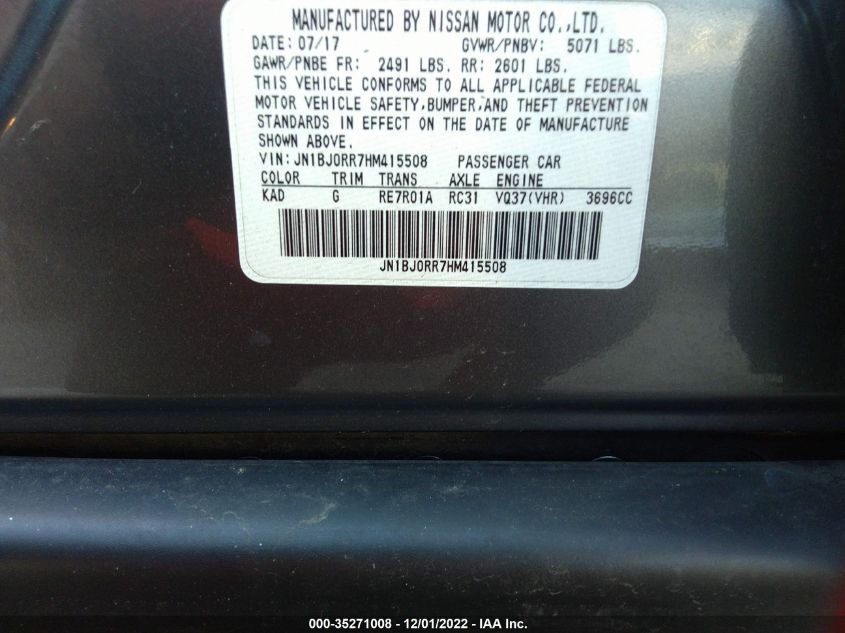 MANUFACTURED BY NISSAN MOTOR CO.,LTD.
DATE: 07/17 GVWR/PNBV: 5071 LBS.
GAWR/PNBE FR: 2491 LBS. RR: 2601 LBS.
THIS VEHICLE CONFORMS TO ALL APPLICABLE FEDERAL
MOTOR VEHICLE SAFETY,BUMPER,AND THEFT PREVENTION
STANDARDS IN EFFECT ON THE DATE OF MANUFACTURE
SHOWN ABOVE.
VIN: JN1BJ0RR7HM415508 PASSENGER CAR
COLOR TRIM TRANS AXLE ENGINE
KAD G RE7R01A RC31 VQ37(VHR) 3696CC
JN1BJ0RR7HM415508
000-35271008 - 12/01/2022 - IAA Inc.